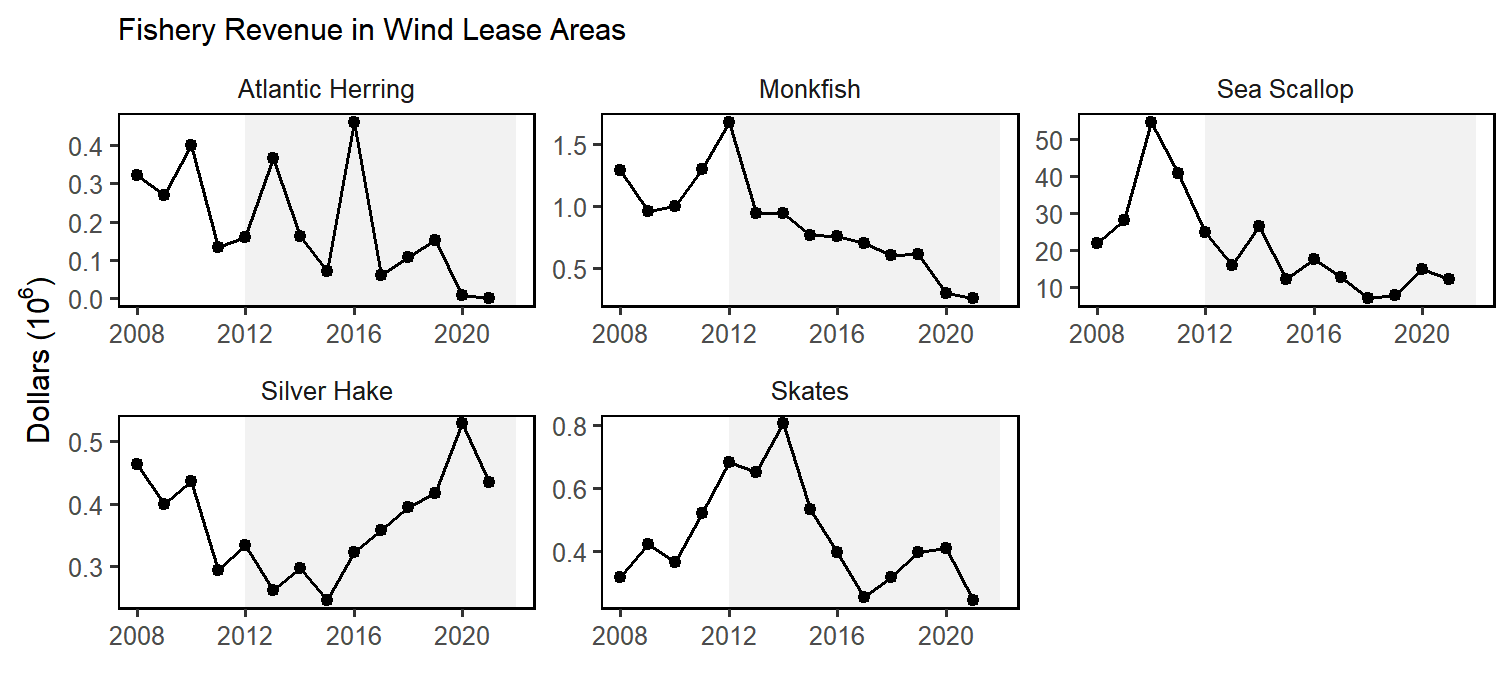 Fishery Revenue in Wind Lease Areas
Dollars (10⁶)
Atlantic Herring
0.4
0.3
0.2
0.1
0.0
2008 2012 2016 2020
Monkfish
1.5
1.0
0.5
2008 2012 2016 2020
Sea Scallop
50
40
30
20
10
2008 2012 2016 2020
Silver Hake
0.5
0.4
0.3
2008 2012 2016 2020
Skates
0.8
0.6
0.4
2008 2012 2016 2020